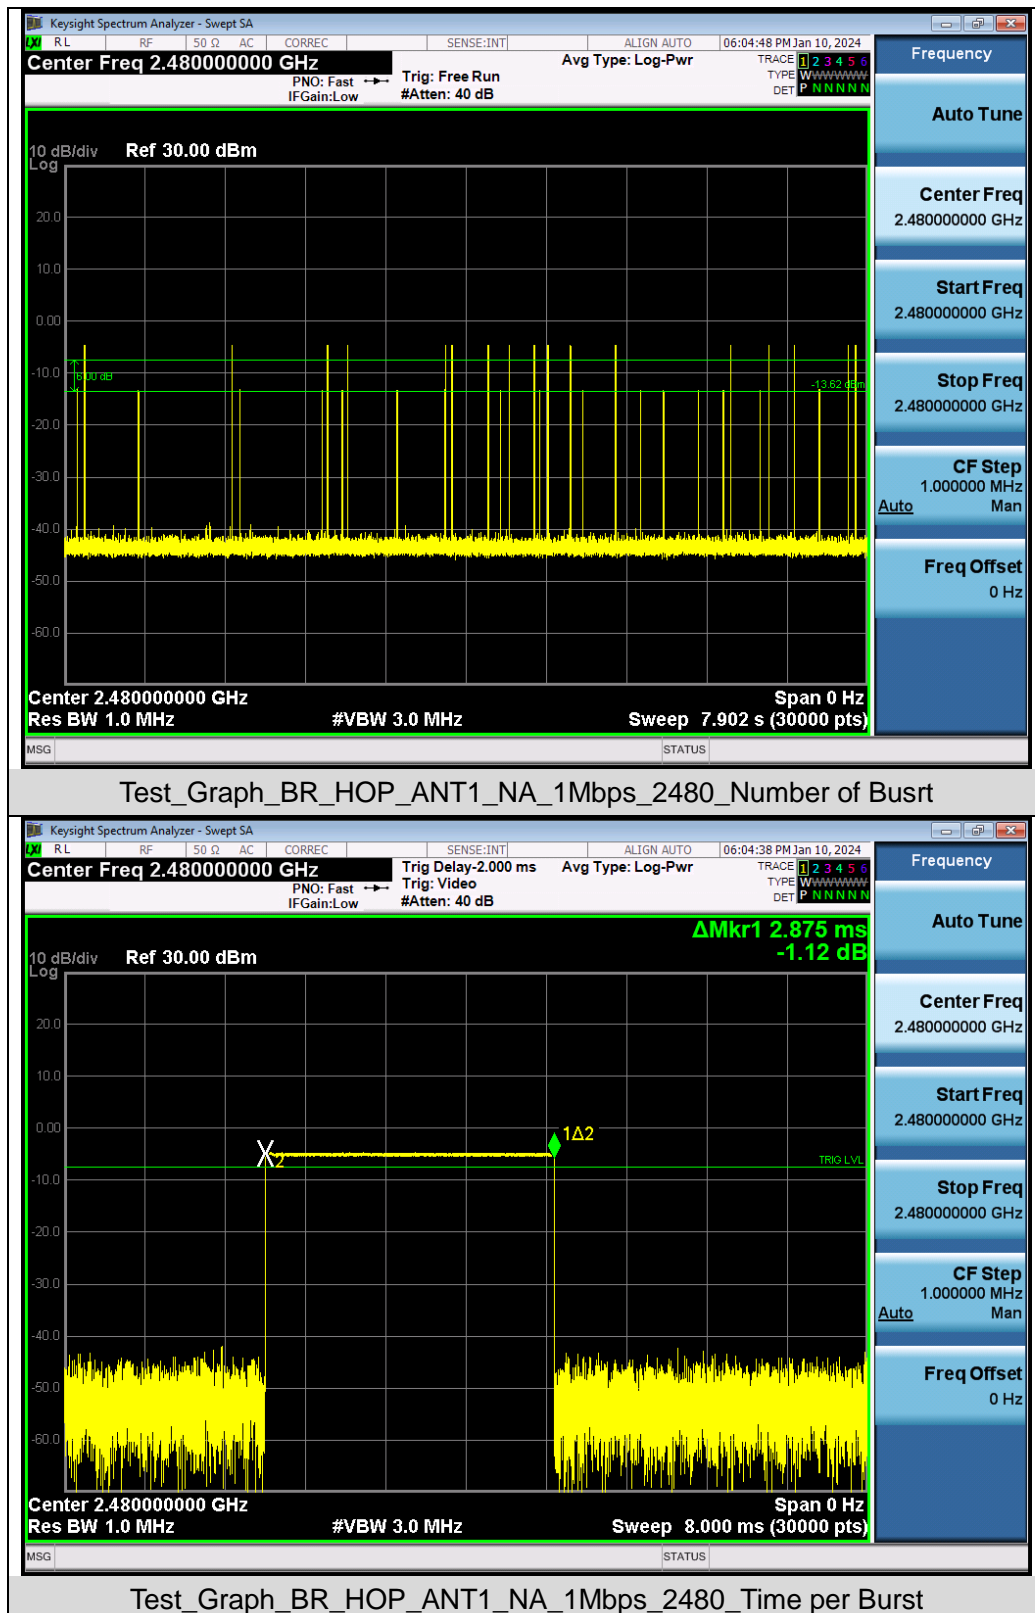 Keysight Spectrum Analyzer - Swept SA
LXI RL RF 50 Ω AC CORREC SENSE:INT ALIGN AUTO 06:04:48 PM Jan 10, 2024
Center Freq 2.480000000 GHz
PNO: Fast
IFGain:Low
Trig: Free Run
#Atten: 40 dB
Avg Type: Log-Pwr
TRACE 1 2 3 4 5 6
TYPE WWWWWW
DET P N N N N N
10 dB/div Ref 30.00 dBm
Log
20.0
10.0
0.00
6.00 dB
-10.0
-13.62 dBm
-20.0
-30.0
-40.0
-50.0
-60.0
Center 2.480000000 GHz Span 0 Hz
Res BW 1.0 MHz #VBW 3.0 MHz Sweep 7.902 s (30000 pts)
MSG STATUS
Frequency
Auto Tune
Center Freq
2.480000000 GHz
Start Freq
2.480000000 GHz
Stop Freq
2.480000000 GHz
CF Step
1.000000 MHz
Auto Man
Freq Offset
0 Hz
Test_Graph_BR_HOP_ANT1_NA_1Mbps_2480_Number of Busrt
Keysight Spectrum Analyzer - Swept SA
LXI RL RF 50 Ω AC CORREC SENSE:INT ALIGN AUTO 06:04:38 PM Jan 10, 2024
Center Freq 2.480000000 GHz
PNO: Fast
IFGain:Low
Trig Delay-2.000 ms
Trig: Video
#Atten: 40 dB
Avg Type: Log-Pwr
TRACE 1 2 3 4 5 6
TYPE WWWWWW
DET P N N N N N
ΔMkr1 2.875 ms
-1.12 dB
10 dB/div Ref 30.00 dBm
Log
20.0
10.0
0.00
1Δ2
2
TRIG LVL
-10.0
-20.0
-30.0
-40.0
-50.0
-60.0
Center 2.480000000 GHz Span 0 Hz
Res BW 1.0 MHz #VBW 3.0 MHz Sweep 8.000 ms (30000 pts)
MSG STATUS
Frequency
Auto Tune
Center Freq
2.480000000 GHz
Start Freq
2.480000000 GHz
Stop Freq
2.480000000 GHz
CF Step
1.000000 MHz
Auto Man
Freq Offset
0 Hz
Test_Graph_BR_HOP_ANT1_NA_1Mbps_2480_Time per Burst